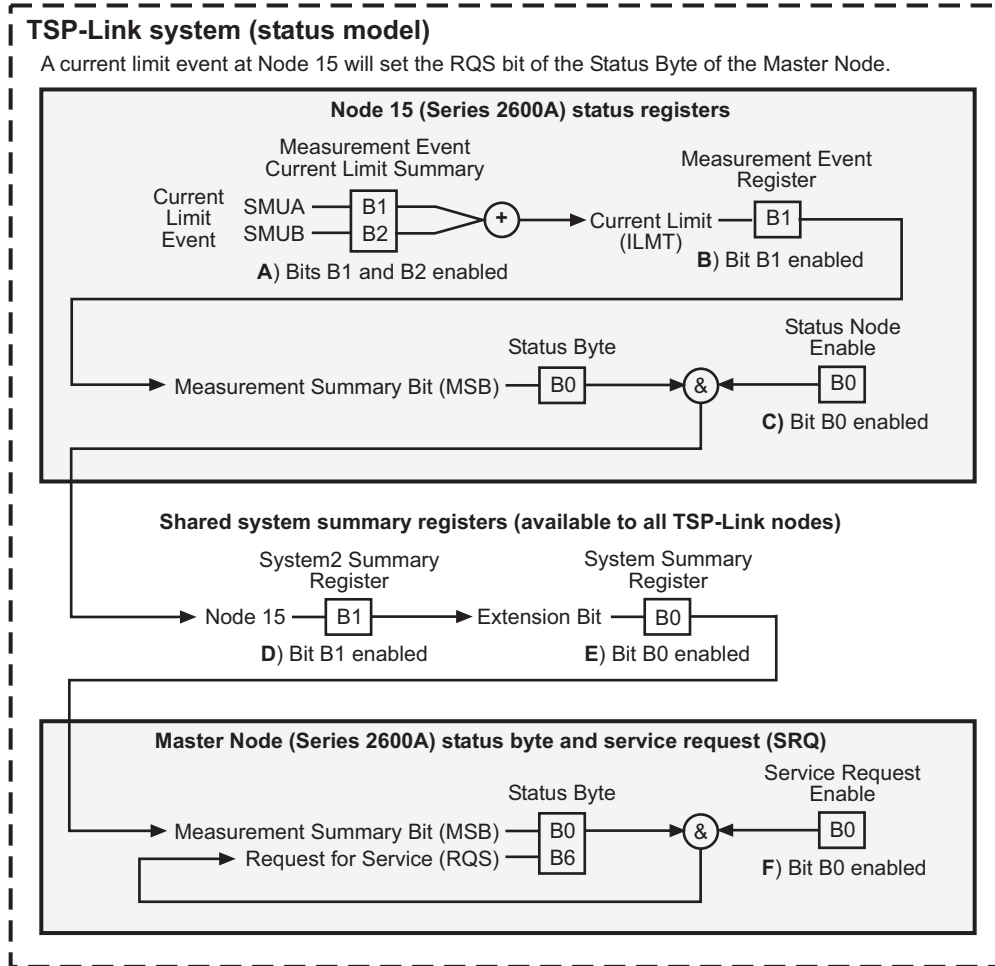 TSP-Link system (status model)
A current limit event at Node 15 will set the RQS bit of the Status Byte of the Master Node.
Node 15 (Series 2600A) status registers
Measurement Event
Current Limit Summary
Measurement Event
Register
Current
Limit
Event
SMUA
B1
SMUB
B2
+
Current Limit
(ILMT)
B1
A) Bits B1 and B2 enabled
B) Bit B1 enabled
Status Byte
Status Node
Enable
Measurement Summary Bit (MSB)
B0
&
B0
C) Bit B0 enabled
Shared system summary registers (available to all TSP-Link nodes)
System2 Summary
Register
System Summary
Register
Node 15
B1
Extension Bit
B0
D) Bit B1 enabled
E) Bit B0 enabled
Master Node (Series 2600A) status byte and service request (SRQ)
Status Byte
Service Request
Enable
Measurement Summary Bit (MSB)
B0
&
B0
Request for Service (RQS)
B6
F) Bit B0 enabled